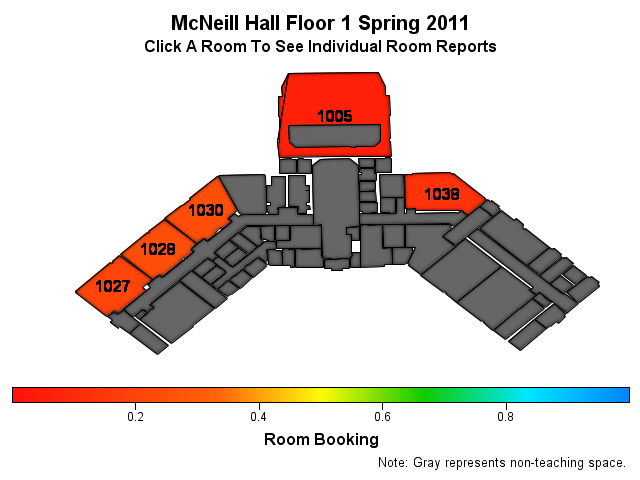 McNeill Hall Floor 1 Spring 2011
Click A Room To See Individual Room Reports
1005
1038
1030
1028
1027
0.2 0.4 0.6 0.8
Room Booking
Note: Gray represents non-teaching space.